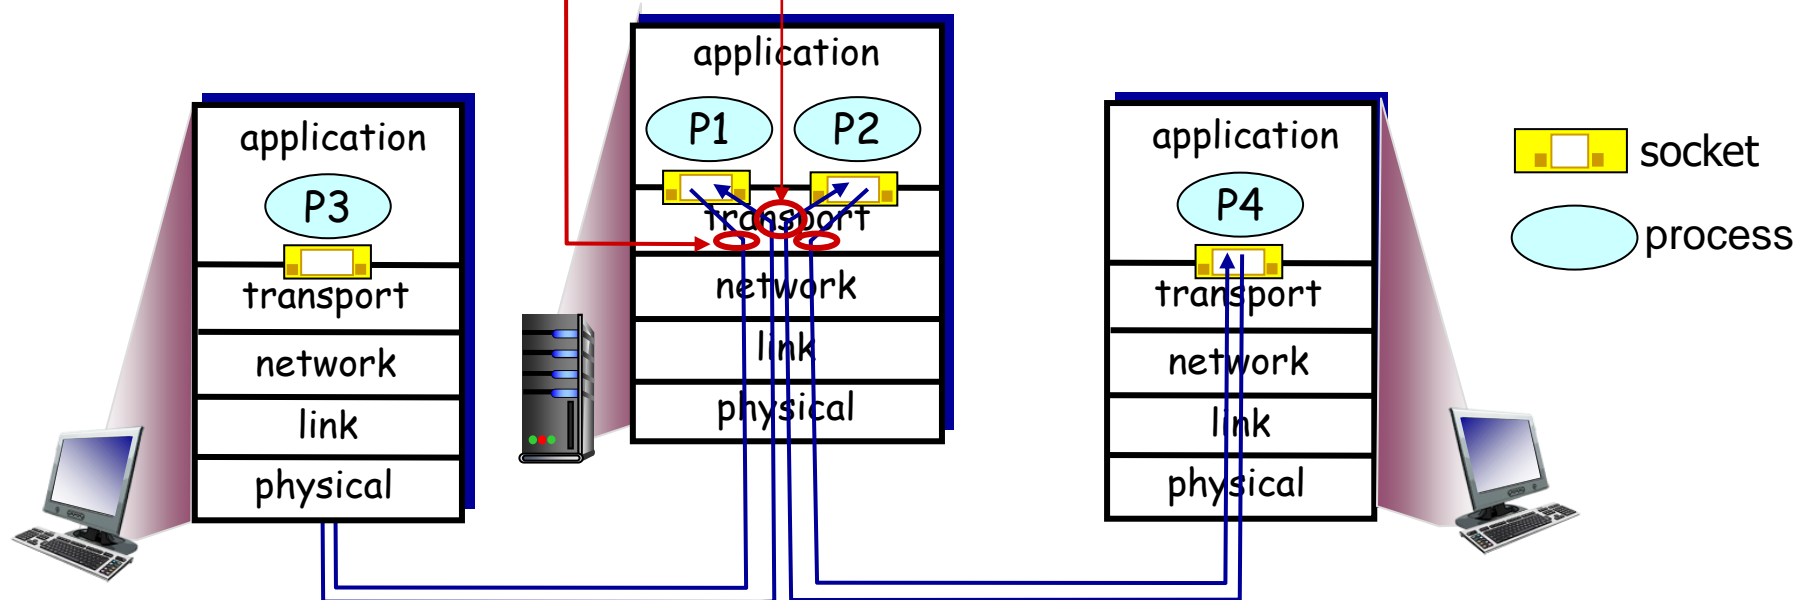 application
P3
transport
network
link
physical
application
P1
P2
transport
network
link
physical
application
P4
transport
network
link
physical
socket
process